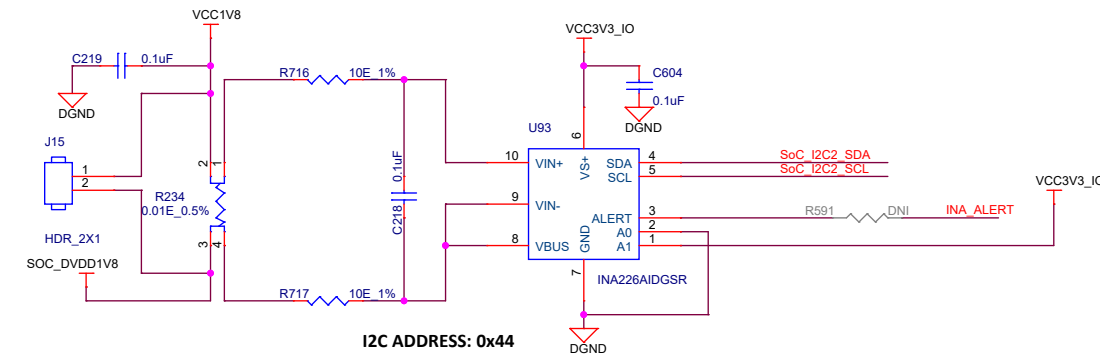 VCC1V8
VCC3V3_IO
C219
0.1uF
C604
0.1uF
R716
10E_1%
DGND
DGND
U93
J15
6
1
2
2
1
VS+
10
VIN+
SDA
4
SoC_I2C2_SDA
SCL
5
SoC_I2C2_SCL
VCC3V3_IO
R234
0.01E_0.5%
0.1uF
C218
9
VIN-
ALERT
3
R591
DNI
INA_ALERT
A0
2
HDR_2X1
3
4
8
VBUS
GND
A1
1
SOC_DVDD1V8
7
INA226AIDGSR
R717
10E_1%
I2C ADDRESS: 0x44
DGND